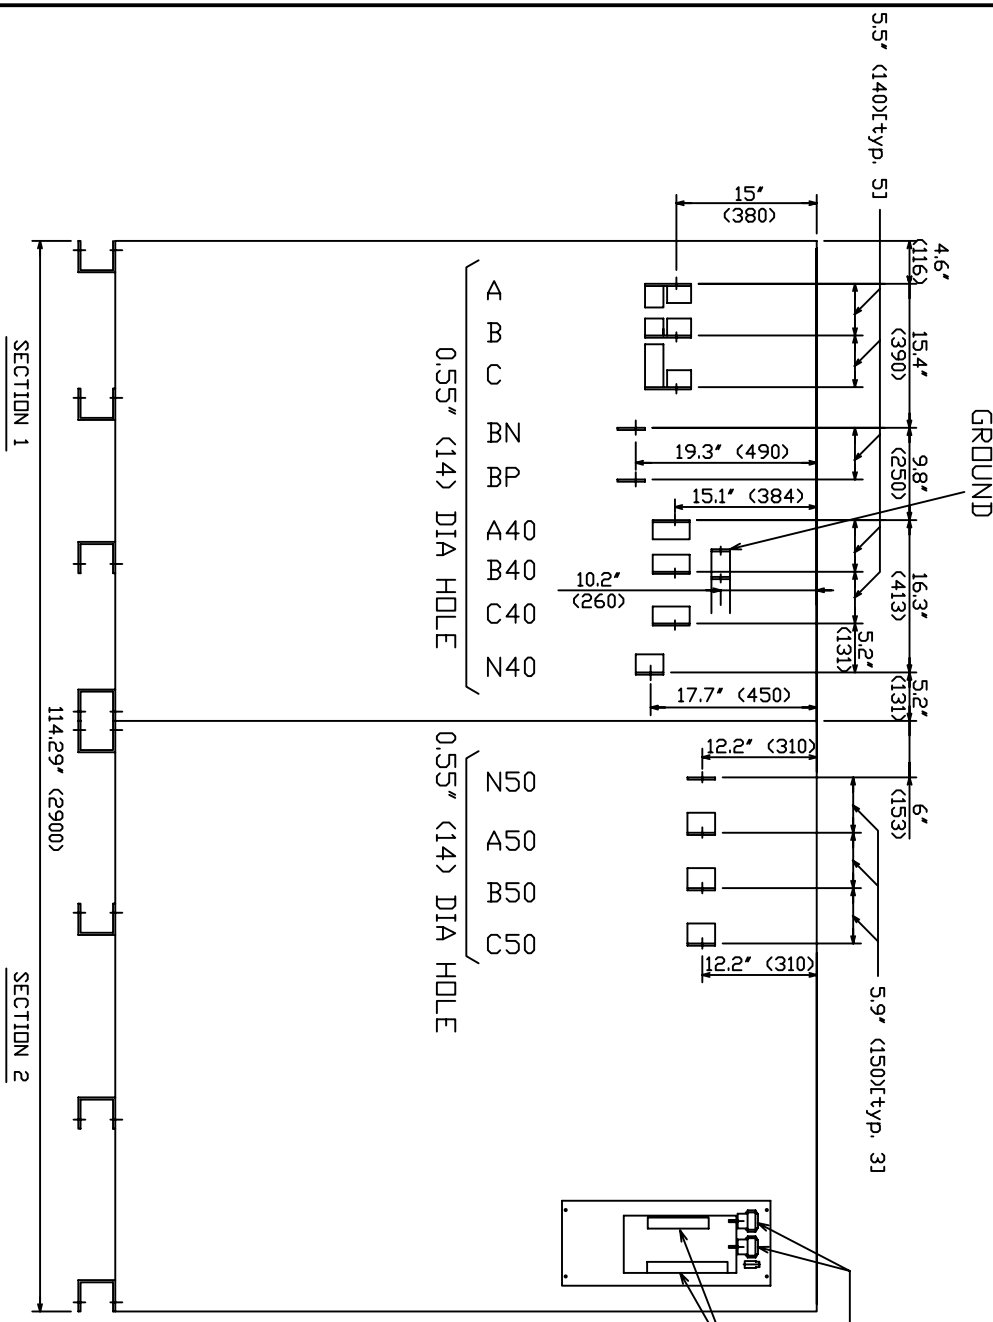 5.5" (140)[typ. 5]
GROUND
4.6"
(116)
15.4"
(390)
9.8"
(250)
16.3"
(413)
5.2"
(131)
5.2"
(131)
6"
(153)
5.9" (150)[typ. 3]
15"
(380)
19.3" (490)
15.1" (384)
10.2"
(260)
17.7" (450)
12.2" (310)
12.2" (310)
A
B
C
BN
BP
A40
B40
C40
N40
0.55" (14) DIA HOLE
N50
A50
B50
C50
0.55" (14) DIA HOLE
114.29" (2900)
SECTION 1
SECTION 2